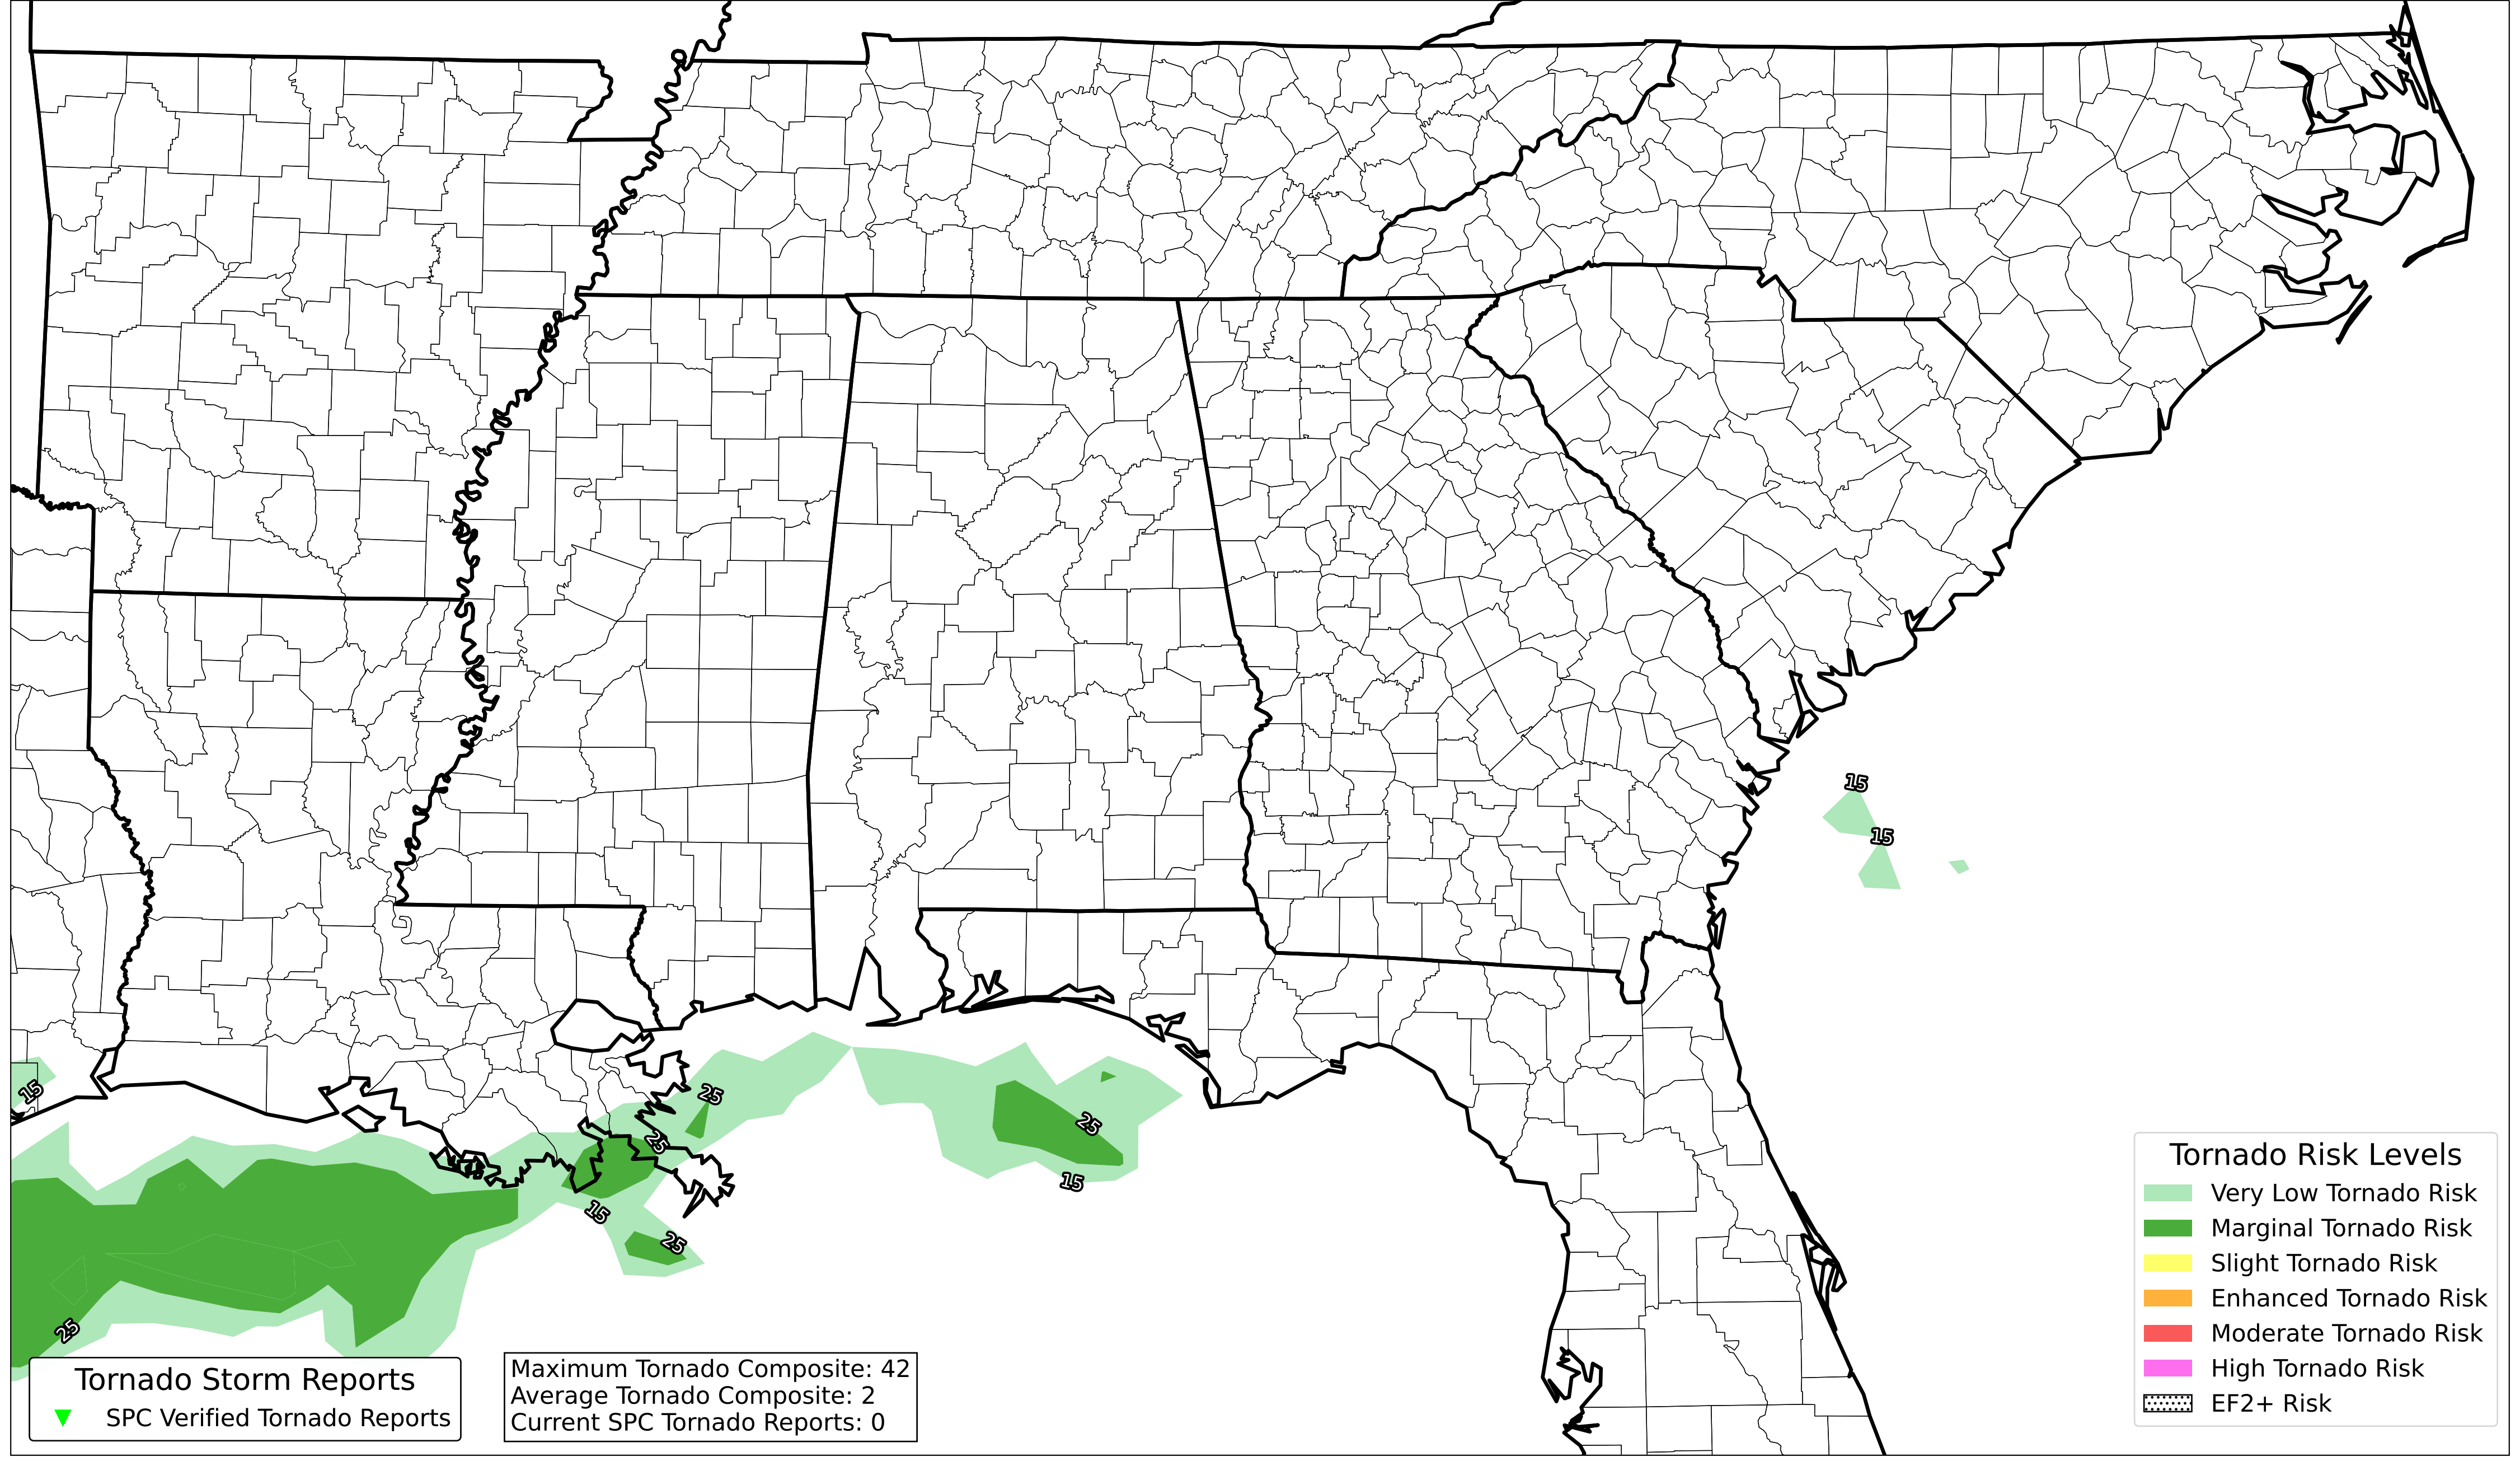 15
15
15
25
25
25
15
15
25
25
Tornado Risk Levels
Very Low Tornado Risk
Marginal Tornado Risk
Slight Tornado Risk
Enhanced Tornado Risk
Moderate Tornado Risk
High Tornado Risk
EF2+ Risk
Tornado Storm Reports
SPC Verified Tornado Reports
Maximum Tornado Composite: 42
Average Tornado Composite: 2
Current SPC Tornado Reports: 0